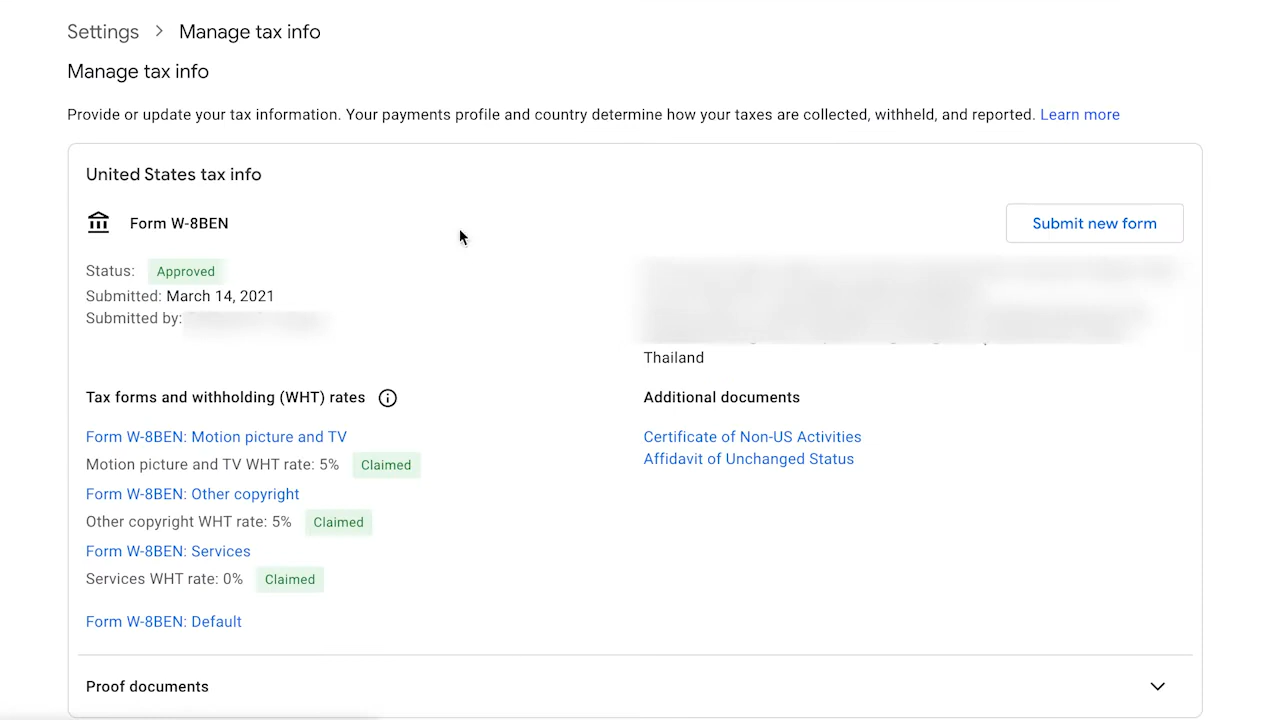 Settings > Manage tax info
Manage tax info
Provide or update your tax information. Your payments profile and country determine how your taxes are collected, withheld, and reported. Learn more
United States tax info
Form W-8BEN
Submit new form
Status: Approved
Submitted: March 14, 2021
Submitted by:
Thailand
Tax forms and withholding (WHT) rates
Form W-8BEN: Motion picture and TV
Motion picture and TV WHT rate: 5% Claimed
Form W-8BEN: Other copyright
Other copyright WHT rate: 5% Claimed
Form W-8BEN: Services
Services WHT rate: 0% Claimed
Form W-8BEN: Default
Additional documents
Certificate of Non-US Activities
Affidavit of Unchanged Status
Proof documents